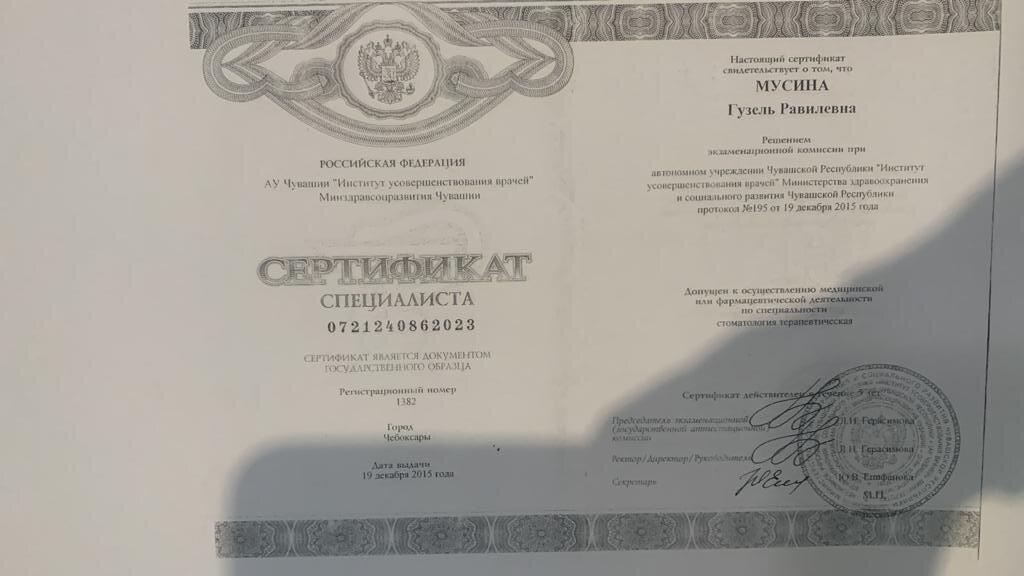 РОССИЙСКАЯ ФЕДЕРАЦИЯ
АУ Чувашии "Институт усовершенствования врачей"
Минздравсоцразвития Чувашии
СЕРТИФИКАТ
СПЕЦИАЛИСТА
0721240862023
СЕРТИФИКАТ ЯВЛЯЕТСЯ ДОКУМЕНТОМ
ГОСУДАРСТВЕННОГО ОБРАЗЦА
Регистрационный номер
1382
Город
Чебоксары
Дата выдачи
19 декабря 2015 года
Настоящий сертификат
свидетельствует о том, что
МУСИНА
Гузель Равилевна
Решением
экзаменационной комиссии при
автономном учреждении Чувашской Республики "Институт
усовершенствования врачей" Министерства здравоохранения
и социального развития Чувашской Республики
протокол №195 от 19 декабря 2015 года
Допущен к осуществлению медицинской
или фармацевтической деятельности
по специальности
стоматология терапевтическая
Сертификат действителен в течение 5 лет
Председатель экзаменационной
(государственной аттестационной)
комиссии
Л.И. Герасимова
Ректор/Директор/Руководитель
Л.И. Герасимова
Секретарь
Ю.В. Епифанова
М.П.